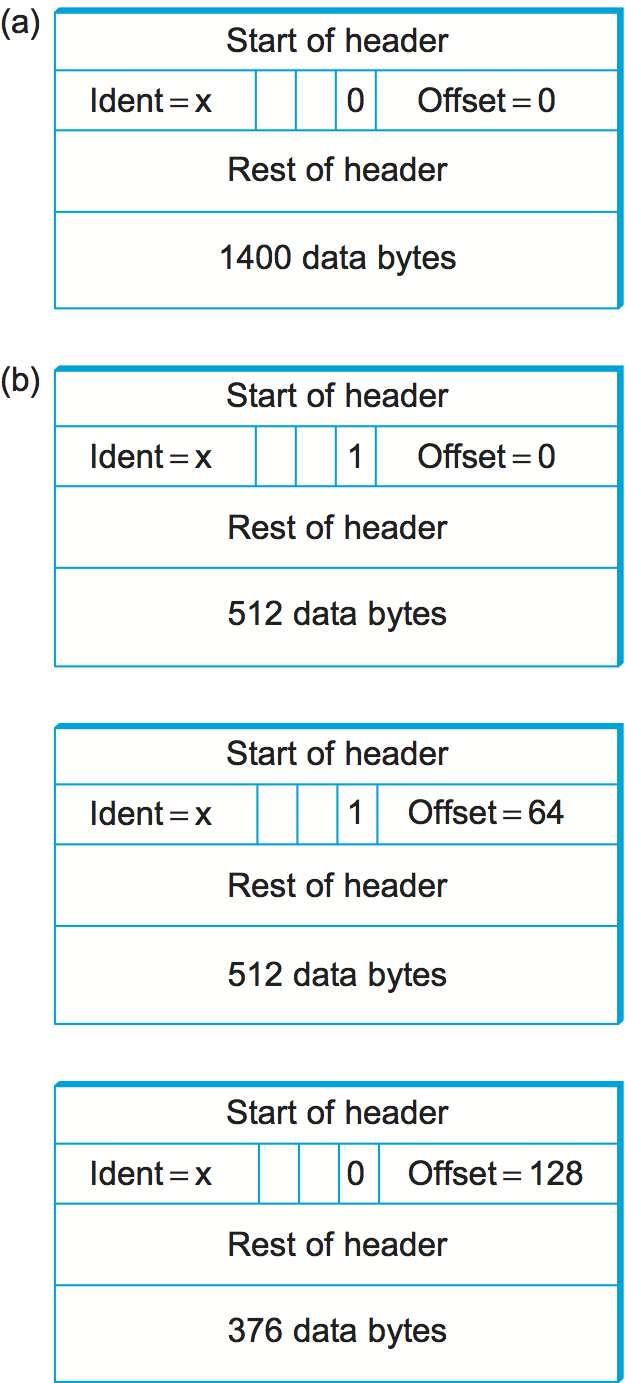 (a)
Start of header
Ident = x 0 Offset = 0
Rest of header
1400 data bytes
(b)
Start of header
Ident = x 1 Offset = 0
Rest of header
512 data bytes
Start of header
Ident = x 1 Offset = 64
Rest of header
512 data bytes
Start of header
Ident = x 0 Offset = 128
Rest of header
376 data bytes